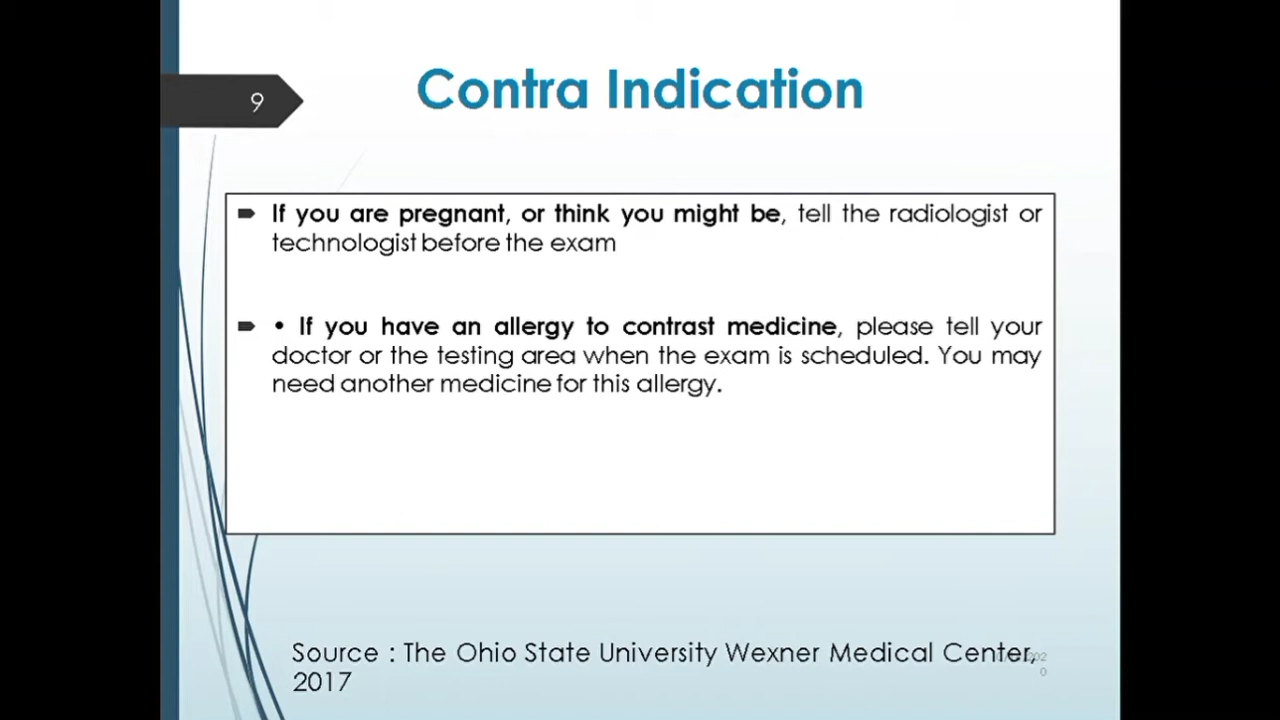 9
Contra Indication
If you are pregnant, or think you might be, tell the radiologist or
technologist before the exam
• If you have an allergy to contrast medicine, please tell your
doctor or the testing area when the exam is scheduled. You may
need another medicine for this allergy.
Source : The Ohio State University Wexner Medical Center,
2017